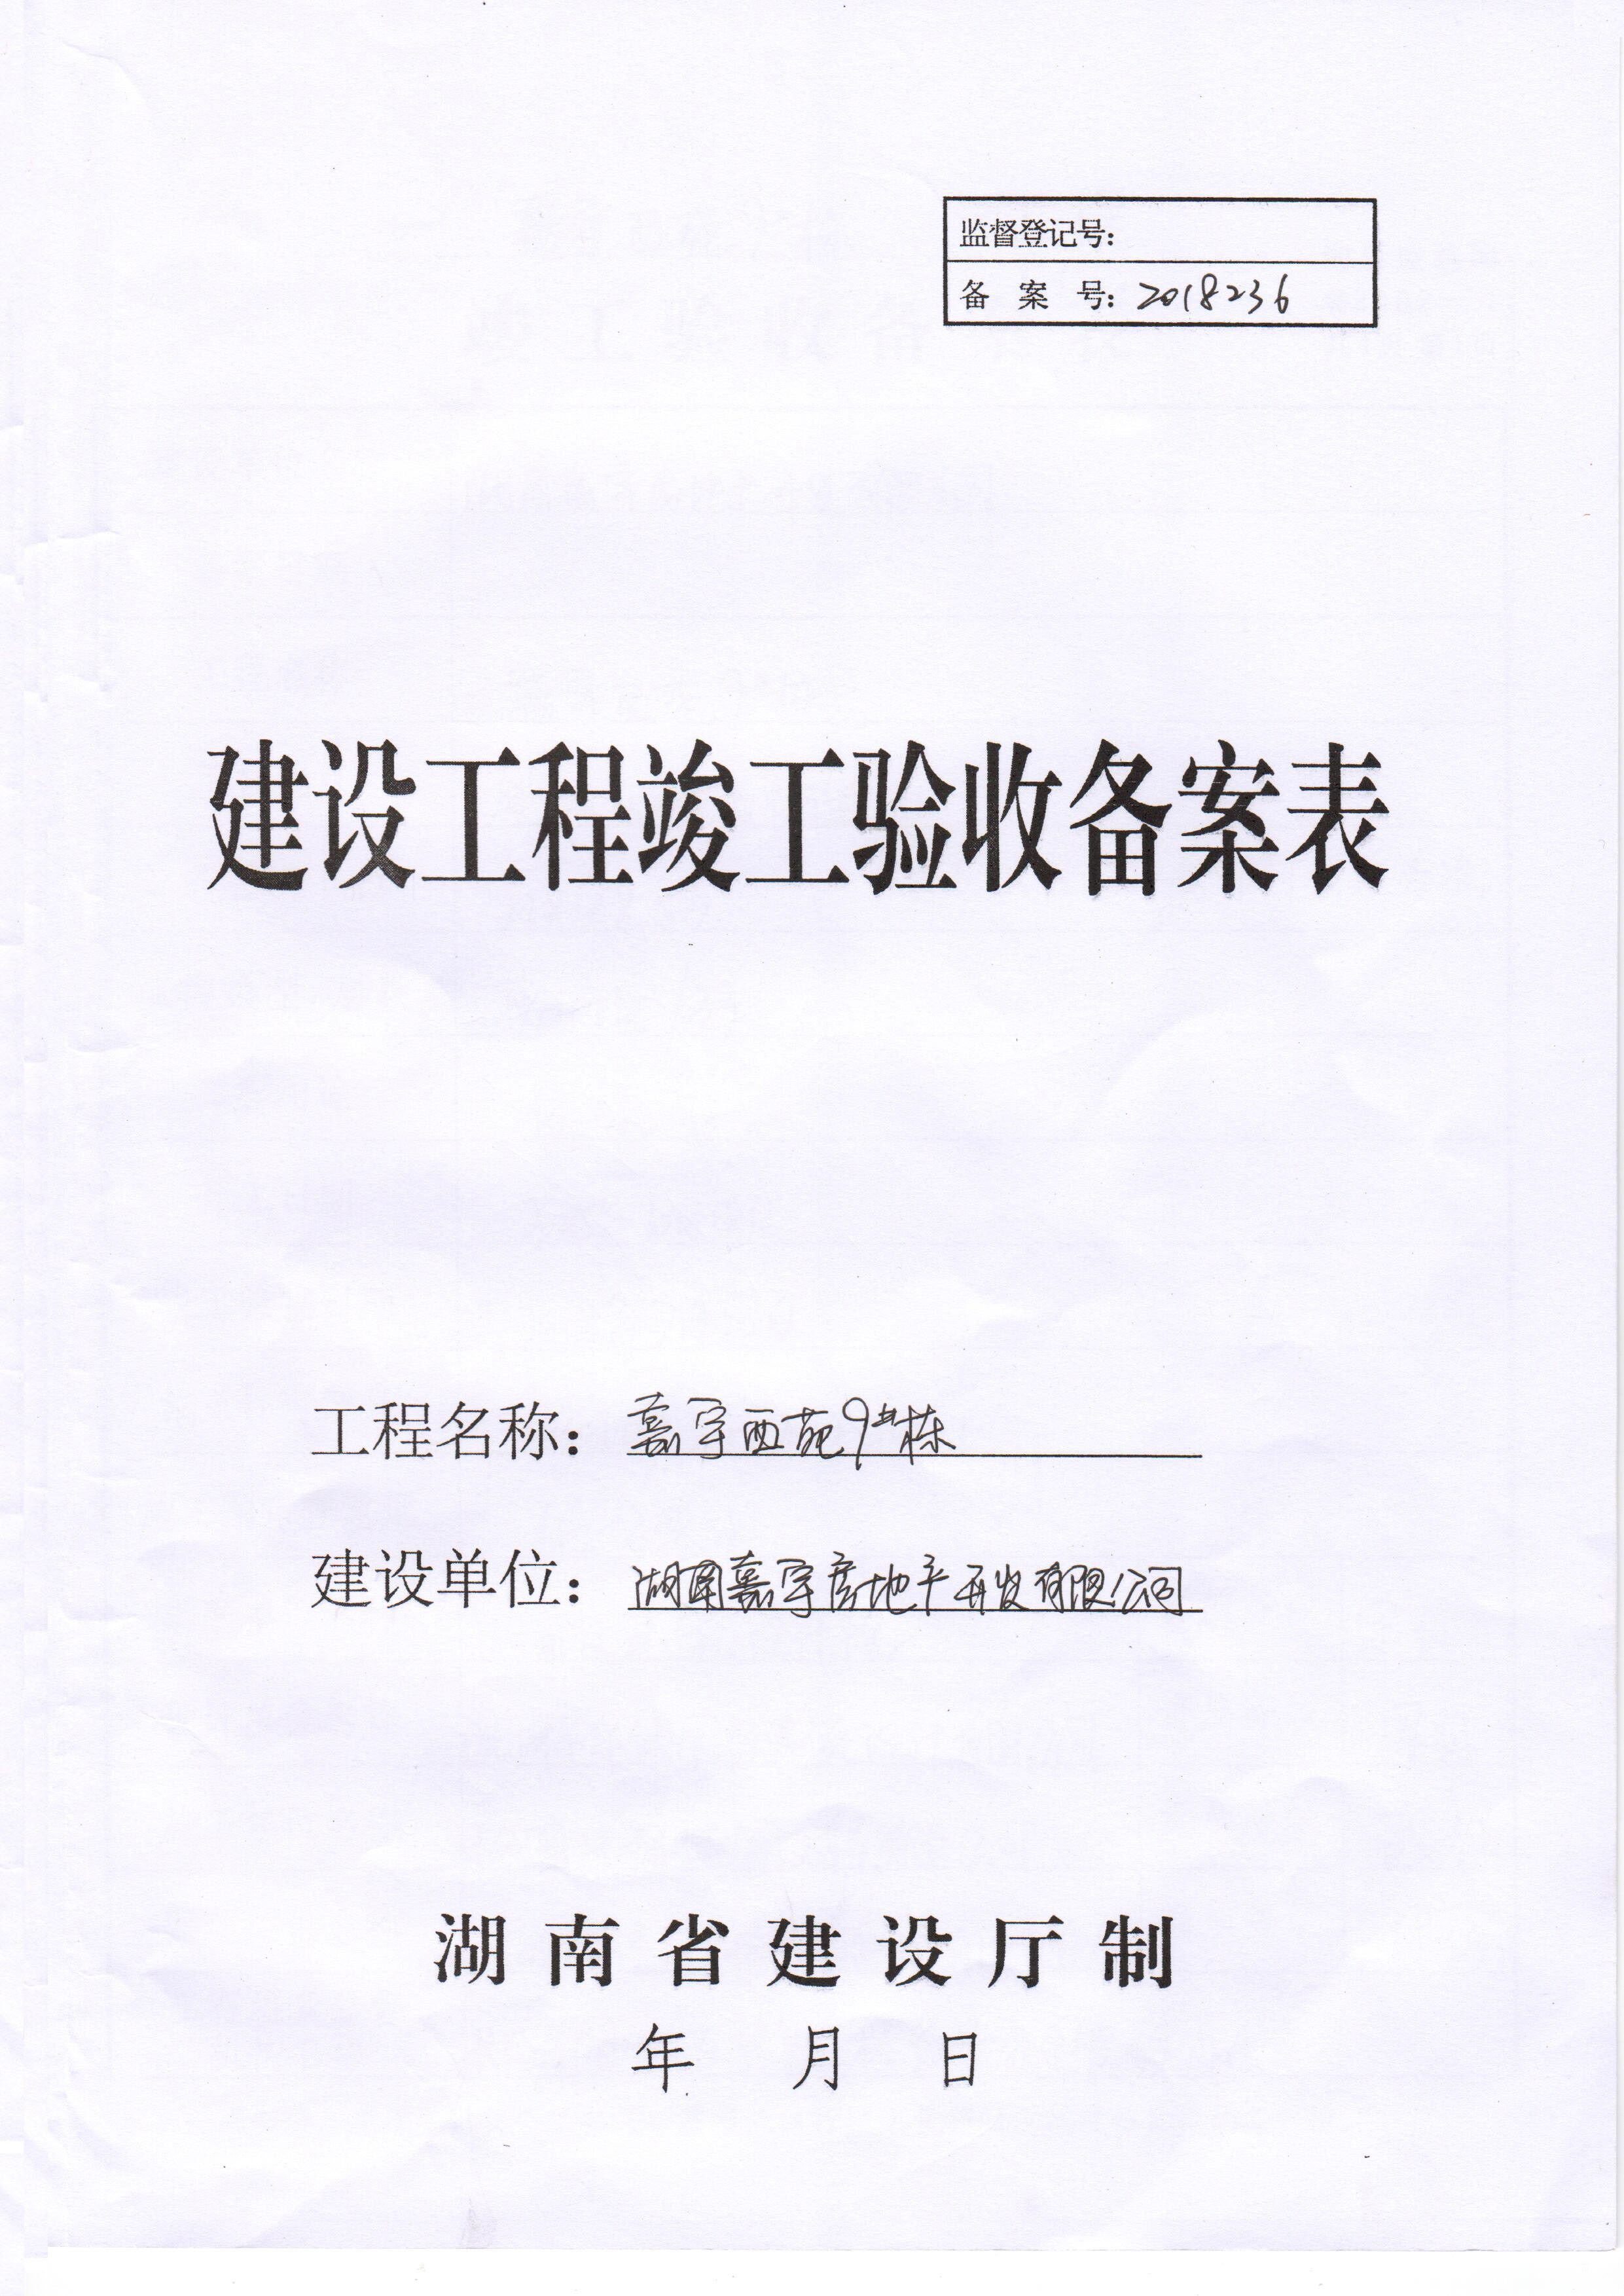 监督登记号：
备 案 号：2018236
建设工程竣工验收备案表
工程名称：嘉宇西苑9#栋
建设单位：湖南嘉宇房地产开发有限公司
湖南省建设厅制
年 月 日